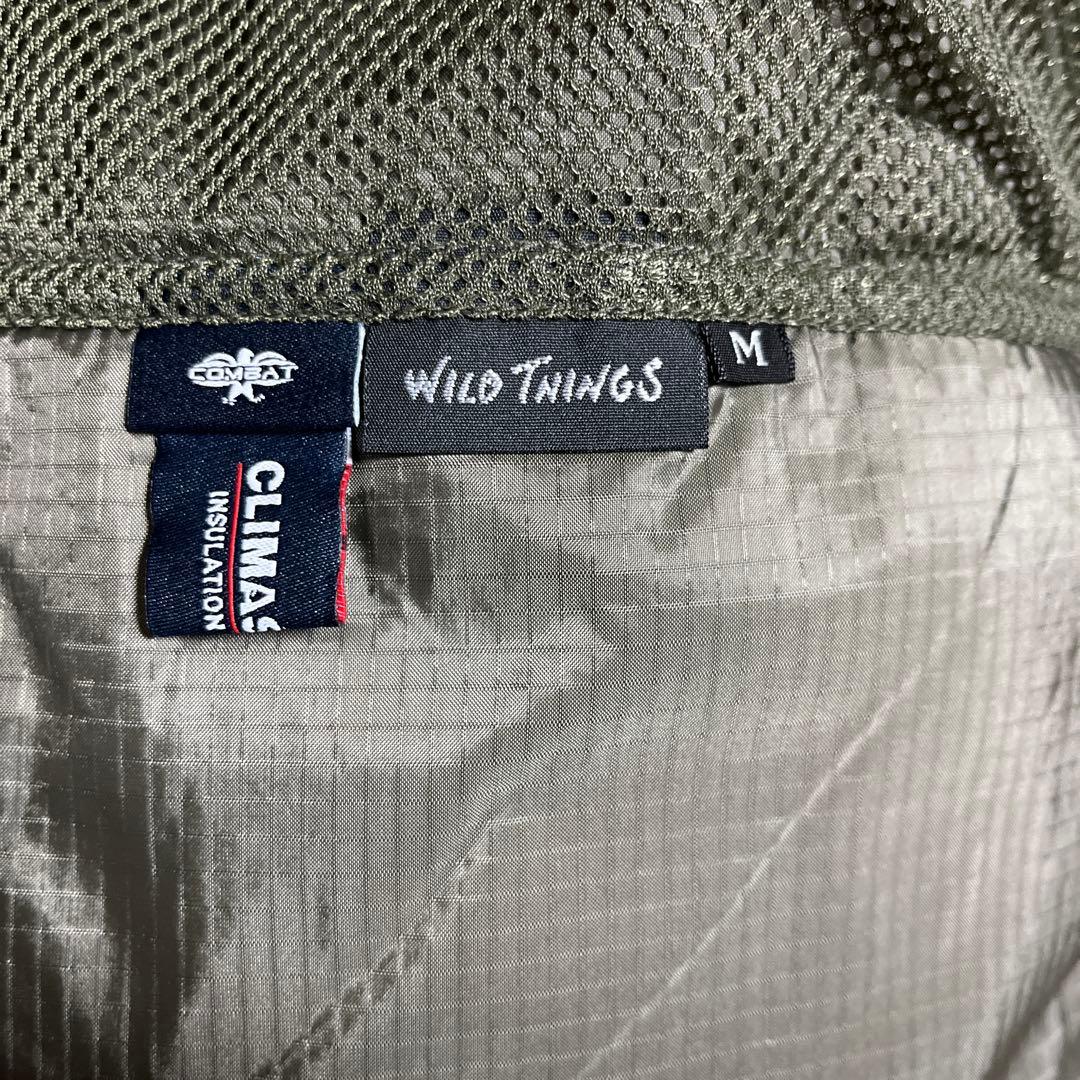 COMBAT
WILD THINGS
M
CLIMAS
INSULATION